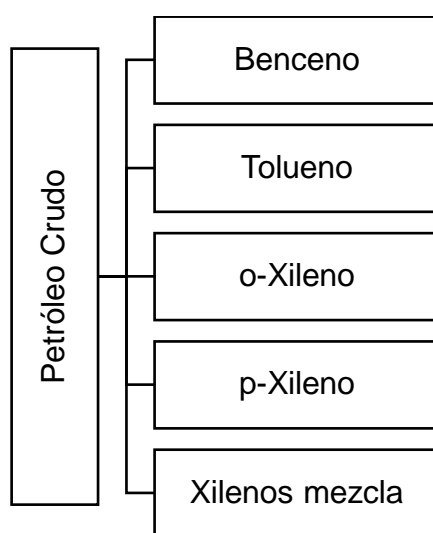 Petróleo Crudo
Benceno
Tolueno
o-Xileno
p-Xileno
Xilenos mezcla